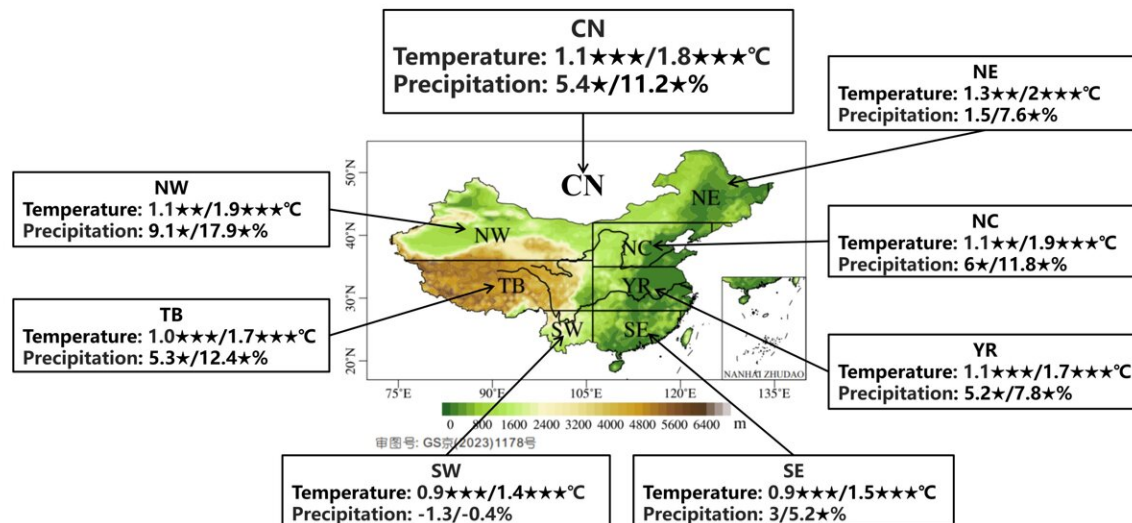 CN
Temperature: 1.1★★★/1.8★★★℃
Precipitation: 5.4★/11.2★%
NE
Temperature: 1.3★★/2★★★℃
Precipitation: 1.5/7.6★%
NW
Temperature: 1.1★★/1.9★★★℃
Precipitation: 9.1★/17.9★%
NC
Temperature: 1.1★★/1.9★★★℃
Precipitation: 6★/11.8★%
TB
Temperature: 1.0★★★/1.7★★★℃
Precipitation: 5.3★/12.4★%
YR
Temperature: 1.1★★★/1.7★★★℃
Precipitation: 5.2★/7.8★%
50°N
40°N
30°N
20°N
CN
NE
NW
NC
TB
YR
SW
SE
NANHAI ZHUDAO
75°E 90°E 105°E 120°E 135°E
0 800 1600 2400 3200 4000 4800 5600 6400 m
审图号: GS京(2023)1178号
SW
Temperature: 0.9★★★/1.4★★★℃
Precipitation: -1.3/-0.4%
SE
Temperature: 0.9★★★/1.5★★★℃
Precipitation: 3/5.2★%